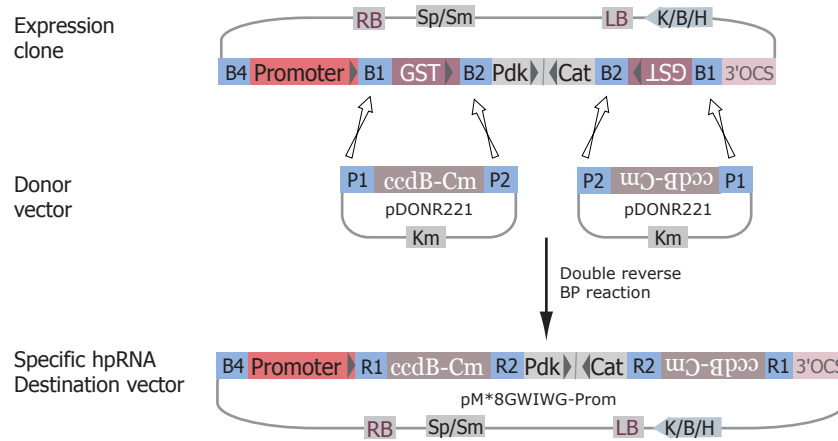 Expression
clone
RB Sp/Sm LB K/B/H
B4 Promoter B1 GST B2 Pdk Cat B2 GST B1 3'OCS
Donor
vector
P1 ccdB-Cm P2 P2 ccdB-Cm P1
pDONR221 pDONR221
Km Km
Double reverse
BP reaction
Specific hpRNA
Destination vector
B4 Promoter R1 ccdB-Cm R2 Pdk Cat R2 ccdB-Cm R1 3'OCS
pM*8GWIWG-Prom
RB Sp/Sm LB K/B/H